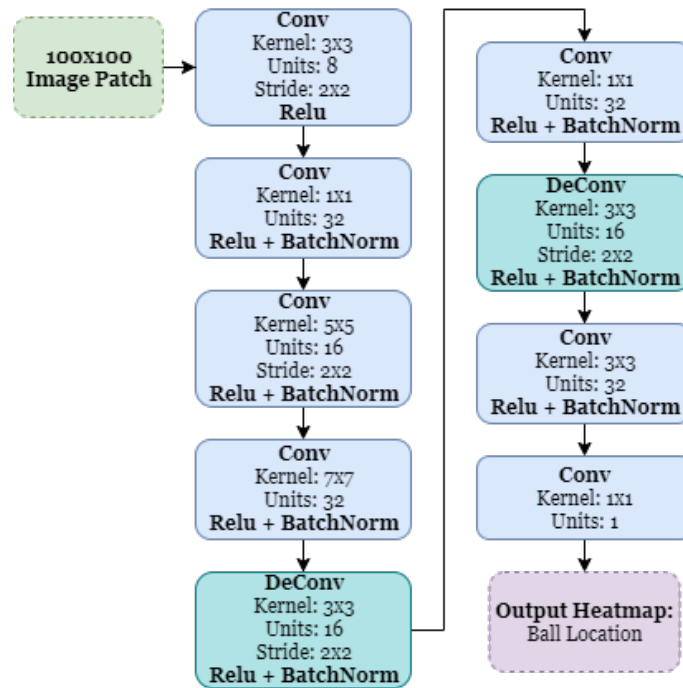 100x100
Image Patch
Conv
Kernel: 3x3
Units: 8
Stride: 2x2
Relu
Conv
Kernel: 1x1
Units: 32
Relu + BatchNorm
Conv
Kernel: 5x5
Units: 16
Stride: 2x2
Relu + BatchNorm
Conv
Kernel: 7x7
Units: 32
Relu + BatchNorm
DeConv
Kernel: 3x3
Units: 16
Stride: 2x2
Relu + BatchNorm
Conv
Kernel: 1x1
Units: 32
Relu + BatchNorm
DeConv
Kernel: 3x3
Units: 16
Stride: 2x2
Relu + BatchNorm
Conv
Kernel: 3x3
Units: 32
Relu + BatchNorm
Conv
Kernel: 1x1
Units: 1
Output Heatmap:
Ball Location